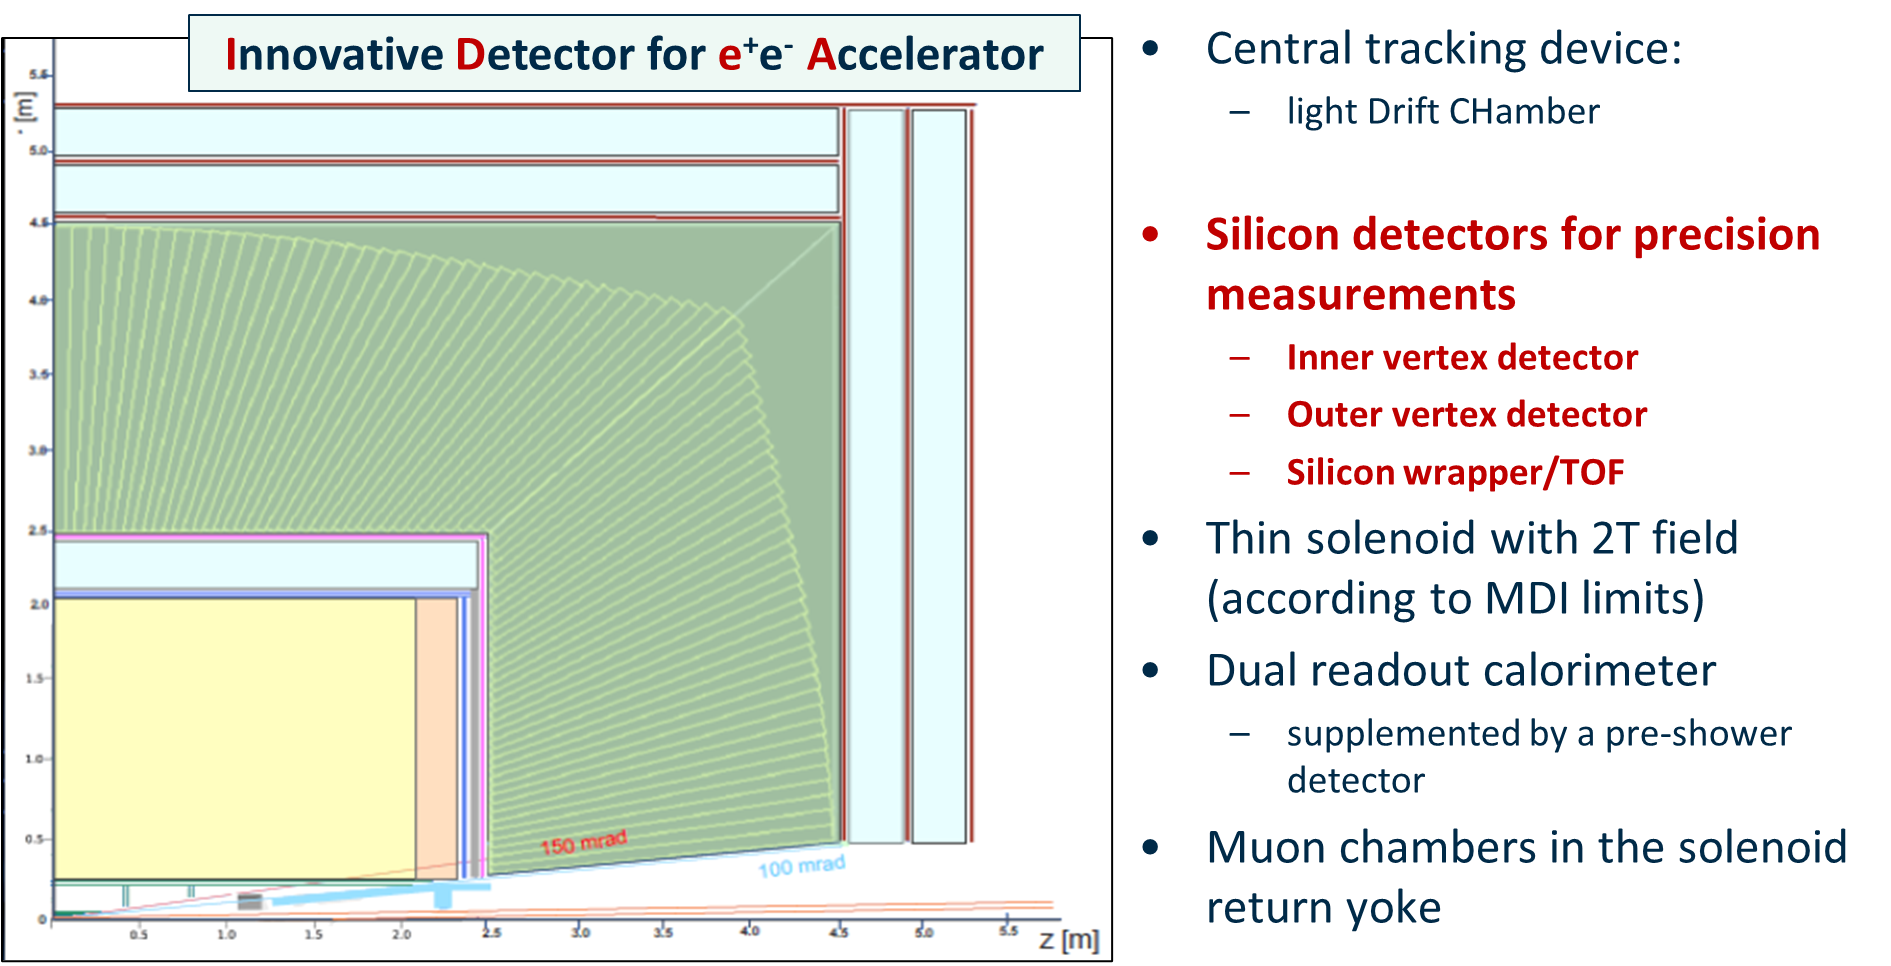 Innovative Detector for e⁺e⁻ Accelerator
5.5
[m]
5.0
4.5
4.0
3.5
3.0
2.5
2.0
1.5
1.0
0.5
0
150 mrad
100 mrad
0.5
1.0
1.5
2.0
2.5
3.0
3.5
4.0
4.5
5.0
5.5
z [m]
• Central tracking device:
– light Drift CHamber
• Silicon detectors for precision
measurements
– Inner vertex detector
– Outer vertex detector
– Silicon wrapper/TOF
• Thin solenoid with 2T field
(according to MDI limits)
• Dual readout calorimeter
– supplemented by a pre-shower
detector
• Muon chambers in the solenoid
return yoke